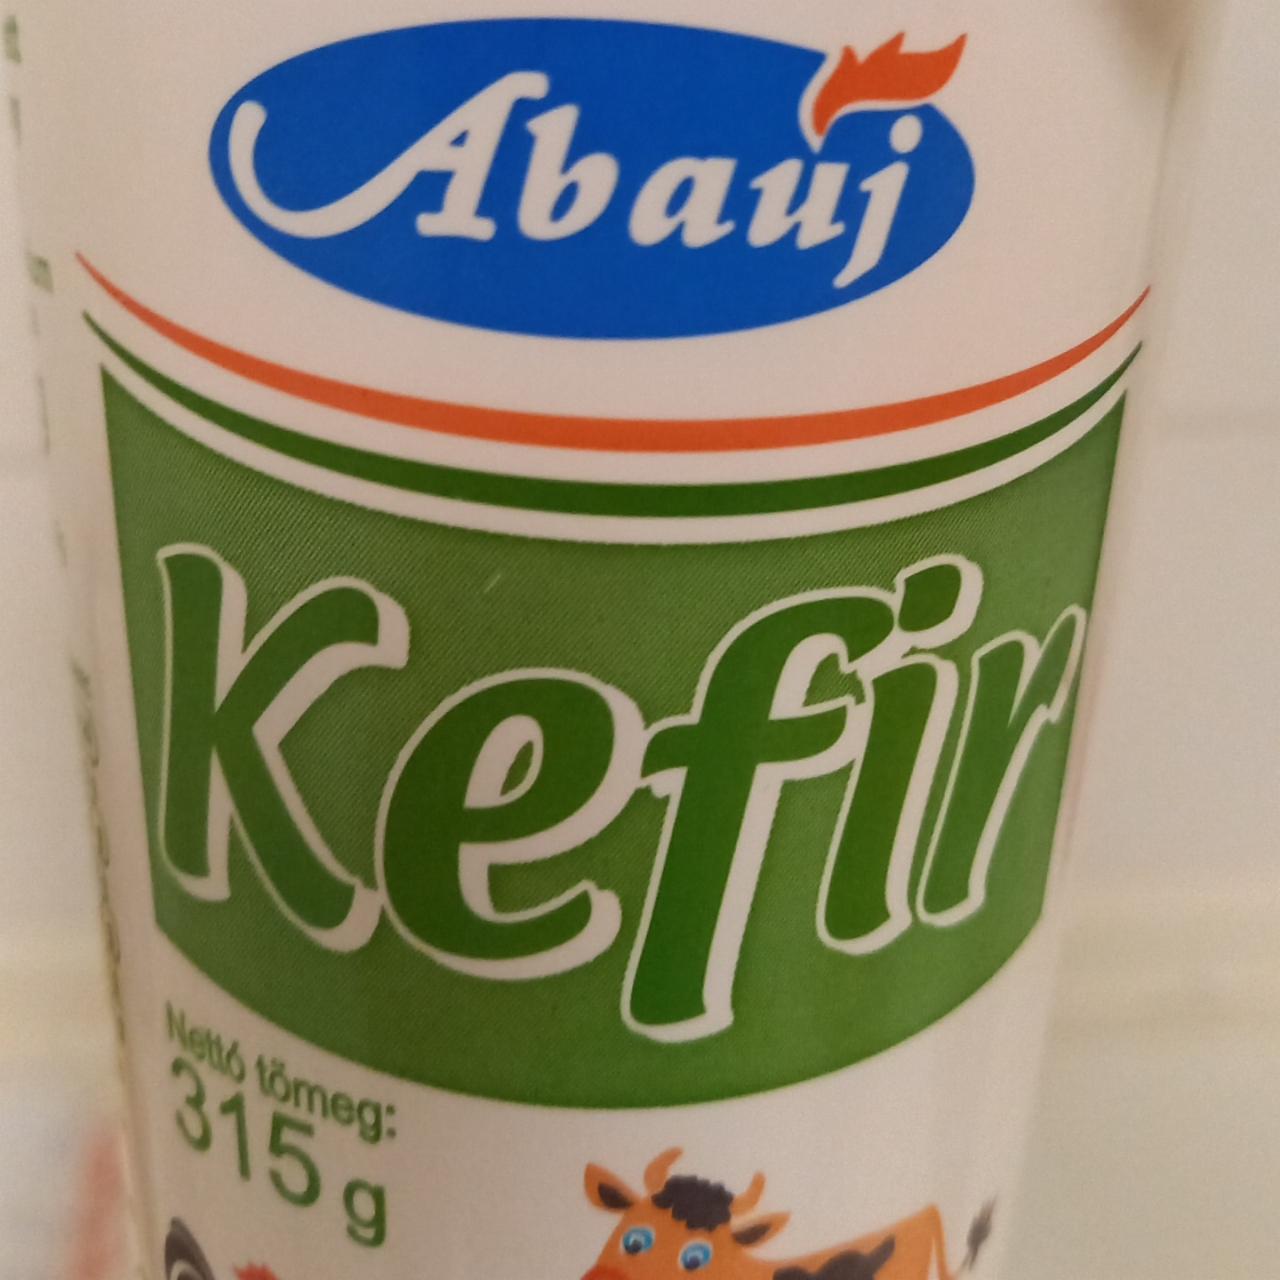 Abaúj
Kefir
Nettó tömeg:
315 g